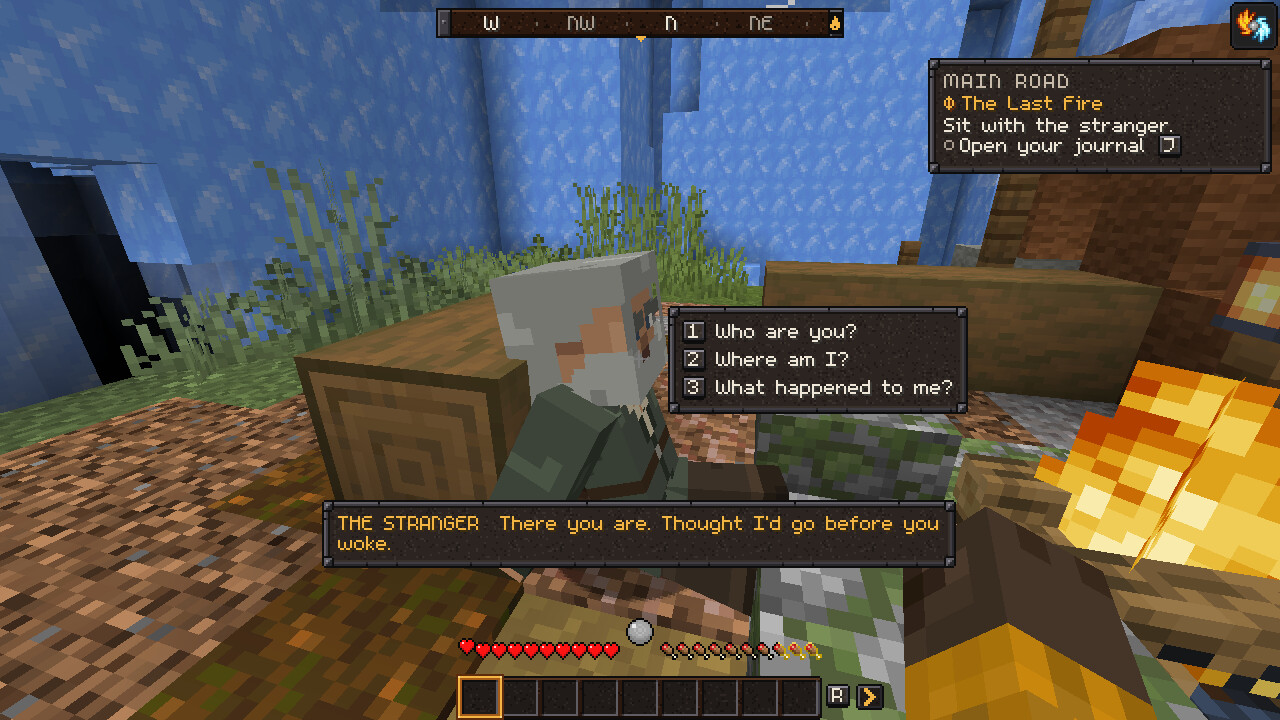 W NW N NE
MAIN ROAD
The Last Fire
Sit with the stranger.
Open your journal J
1 Who are you?
2 Where am I?
3 What happened to me?
THE STRANGER There you are. Thought I'd go before you
woke.
R